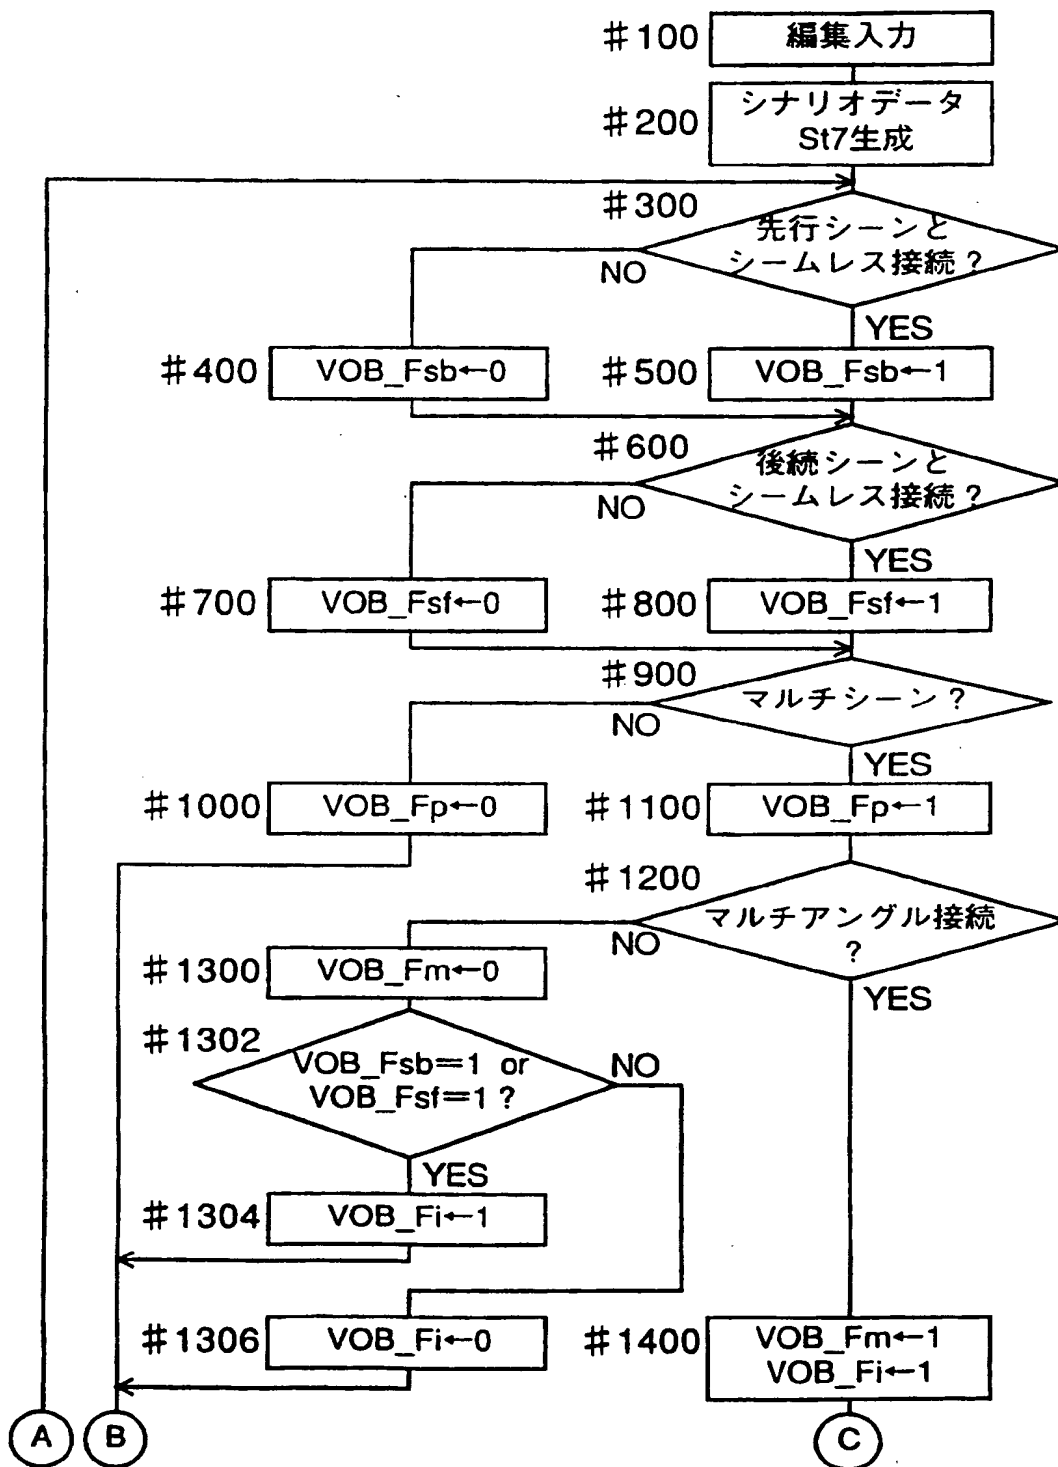 #100
編集入力
#200
シナリオデータ
St7生成
#300
先行シーンと
シームレス接続?
NO
YES
#400
VOB_Fsb←0
#500
VOB_Fsb←1
#600
後続シーンと
シームレス接続?
NO
YES
#700
VOB_Fsf←0
#800
VOB_Fsf←1
#900
マルチシーン?
NO
YES
#1000
VOB_Fp←0
#1100
VOB_Fp←1
#1200
マルチアングル接続
?
NO
YES
#1300
VOB_Fm←0
#1302
VOB_Fsb=1 or
VOB_Fsf=1?
NO
YES
#1304
VOB_Fi←1
#1306
VOB_Fi←0
#1400
VOB_Fm←1
VOB_Fi←1
A
B
C